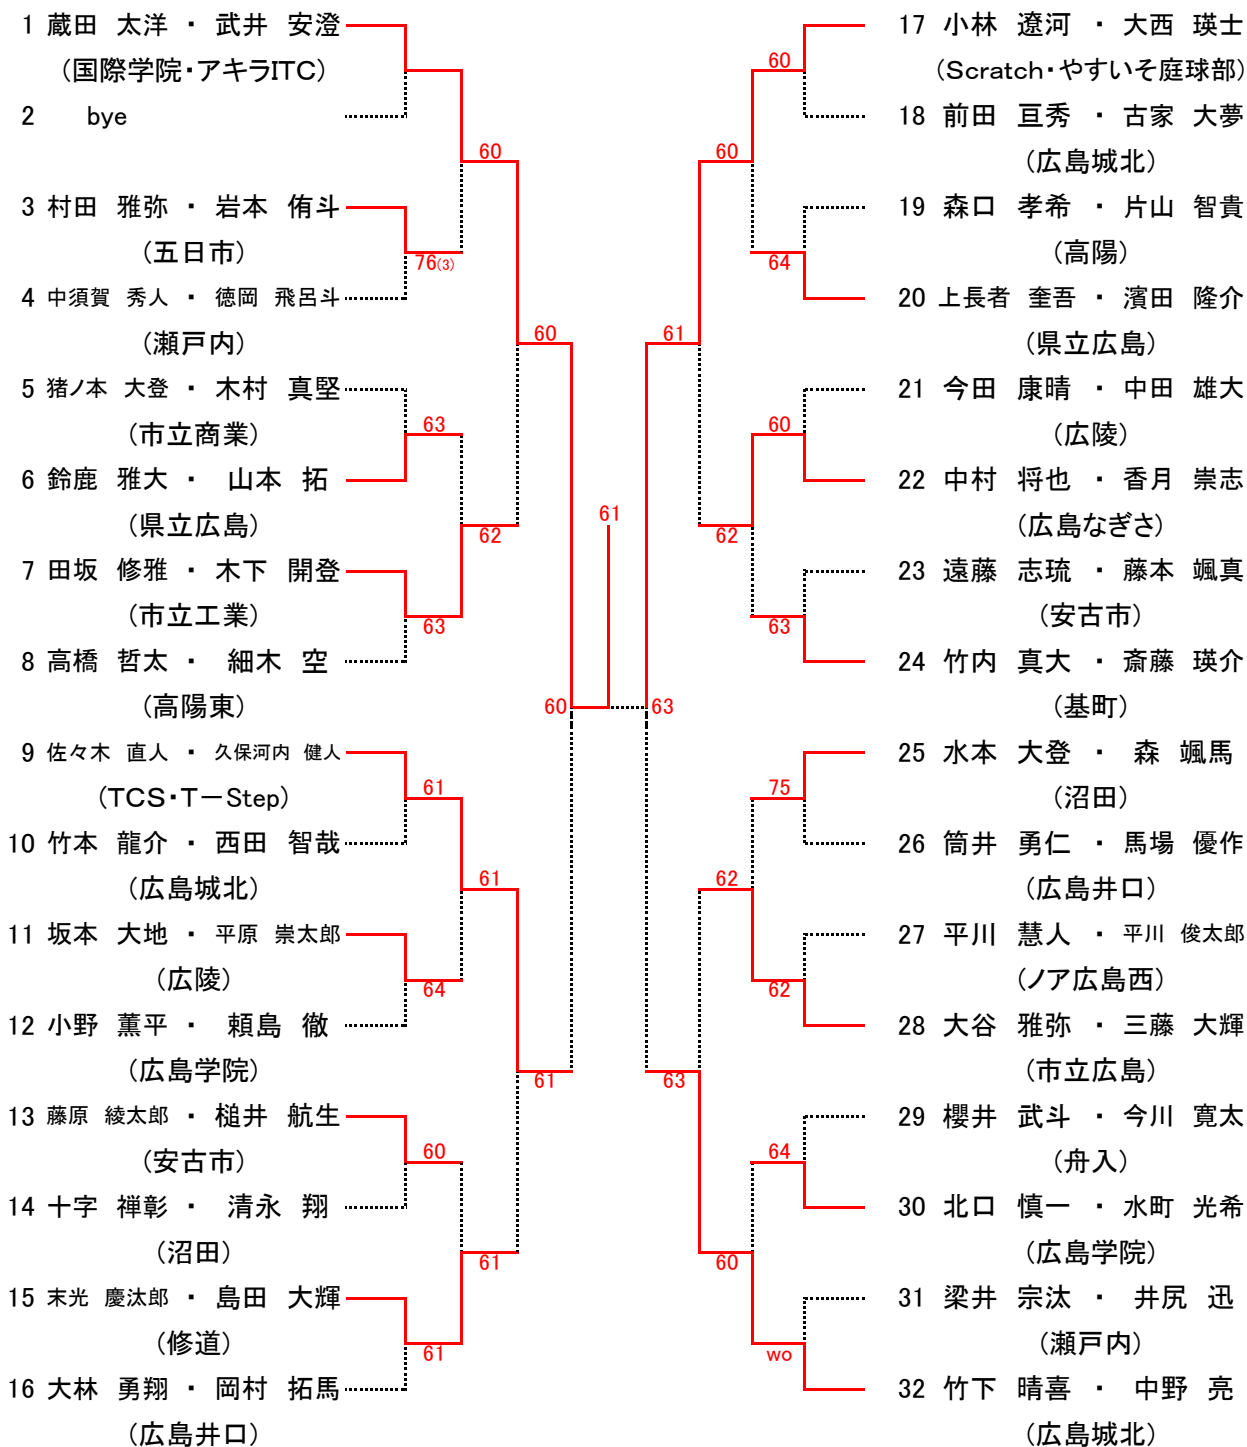 1 蔵田 太洋 ・ 武井 安澄
(国際学院・アキラITC)
2 bye
60
3 村田 雅弥 ・ 岩本 侑斗
(五日市)
76(3)
4 中須賀 秀人 ・ 徳岡 飛呂斗
(瀬戸内)
60
5 猪ノ本 大登 ・ 木村 真堅
(市立商業)
63
6 鈴鹿 雅大 ・ 山本 拓
(県立広島)
62
7 田坂 修雅 ・ 木下 開登
(市立工業)
63
8 高橋 哲太 ・ 細木 空
(高陽東)
60
9 佐々木 直人 ・ 久保河内 健人
(TCS・T－Step)
61
10 竹本 龍介 ・ 西田 智哉
(広島城北)
61
11 坂本 大地 ・ 平原 崇太郎
(広陵)
64
12 小野 薫平 ・ 頼島 徹
(広島学院)
61
13 藤原 綾太郎 ・ 槌井 航生
(安古市)
60
14 十字 禅彰 ・ 清永 翔
(沼田)
61
15 末光 慶汰郎 ・ 島田 大輝
(修道)
61
16 大林 勇翔 ・ 岡村 拓馬
(広島井口)
61
17 小林 遼河 ・ 大西 瑛士
(Scratch・やすいそ庭球部)
60
18 前田 亘秀 ・ 古家 大夢
(広島城北)
60
19 森口 孝希 ・ 片山 智貴
(高陽)
64
20 上長者 奎吾 ・ 濱田 隆介
(県立広島)
61
21 今田 康晴 ・ 中田 雄大
(広陵)
60
22 中村 将也 ・ 香月 崇志
(広島なぎさ)
62
23 遠藤 志琉 ・ 藤本 颯真
(安古市)
63
24 竹内 真大 ・ 斎藤 瑛介
(基町)
63
25 水本 大登 ・ 森 颯馬
(沼田)
75
26 筒井 勇仁 ・ 馬場 優作
(広島井口)
62
27 平川 慧人 ・ 平川 俊太郎
(ノア広島西)
62
28 大谷 雅弥 ・ 三藤 大輝
(市立広島)
63
29 櫻井 武斗 ・ 今川 寛太
(舟入)
64
30 北口 慎一 ・ 水町 光希
(広島学院)
60
31 梁井 宗汰 ・ 井尻 迅
(瀬戸内)
wo
32 竹下 晴喜 ・ 中野 亮
(広島城北)